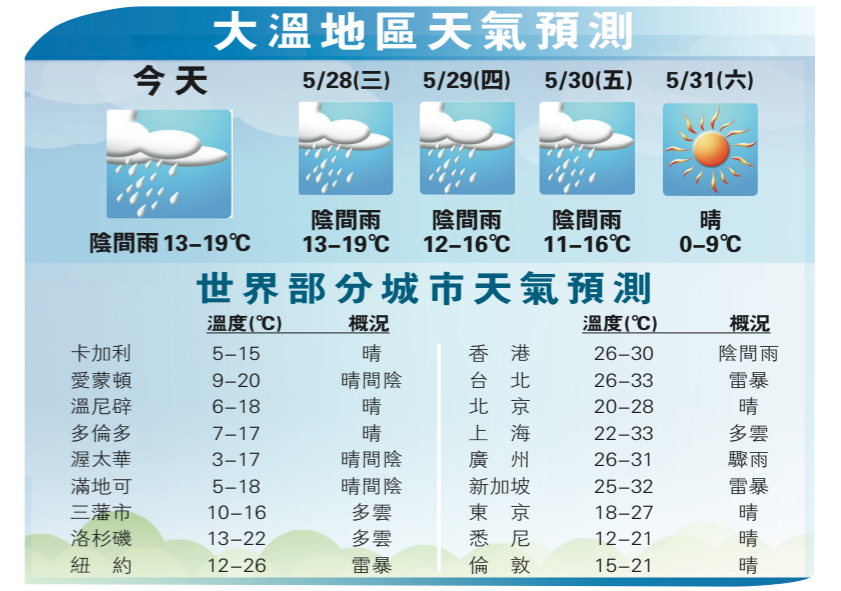 大溫地區天氣預測
今天 5/28(三) 5/29(四) 5/30(五) 5/31(六)
陰間雨 13–19℃
陰間雨 陰間雨 陰間雨 晴
13–19℃ 12–16℃ 11–16℃ 0–9℃
世界部分城市天氣預測
溫度(℃) 概況 溫度(℃) 概況
卡加利 5–15 晴 香港 26–30 陰間雨
愛蒙頓 9–20 晴間陰 台北 26–33 雷暴
溫尼辟 6–18 晴 北京 20–28 晴
多倫多 7–17 晴 上海 22–33 多雲
渥太華 3–17 晴間陰 廣州 26–31 驟雨
滿地可 5–18 晴間陰 新加坡 25–32 雷暴
三藩市 10–16 多雲 東京 18–27 晴
洛杉磯 13–22 多雲 悉尼 12–21 晴
紐約 12–26 雷暴 倫敦 15–21 晴